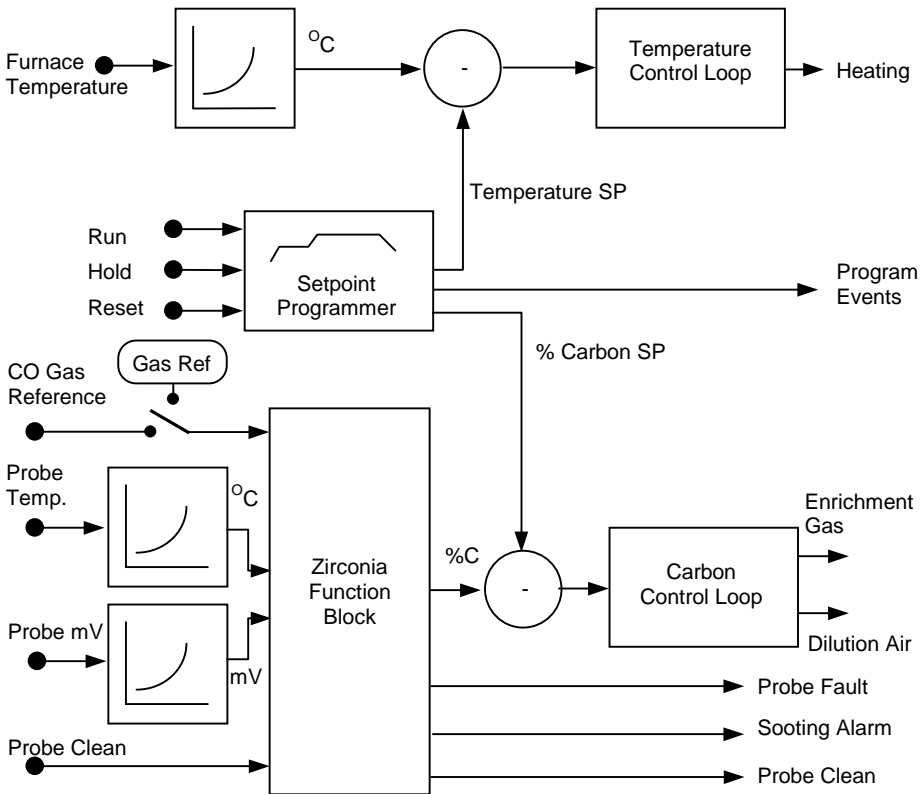 Furnace
Temperature
OC
-
Temperature
Control Loop
Heating
Temperature SP
Run
Hold
Reset
Setpoint
Programmer
Program
Events
% Carbon SP
CO Gas
Reference
Gas Ref
Probe
Temp.
OC
Zirconia
Function
Block
%C
-
Carbon
Control Loop
Enrichment
Gas
Dilution Air
Probe mV
mV
Probe Fault
Sooting Alarm
Probe Clean
Probe Clean